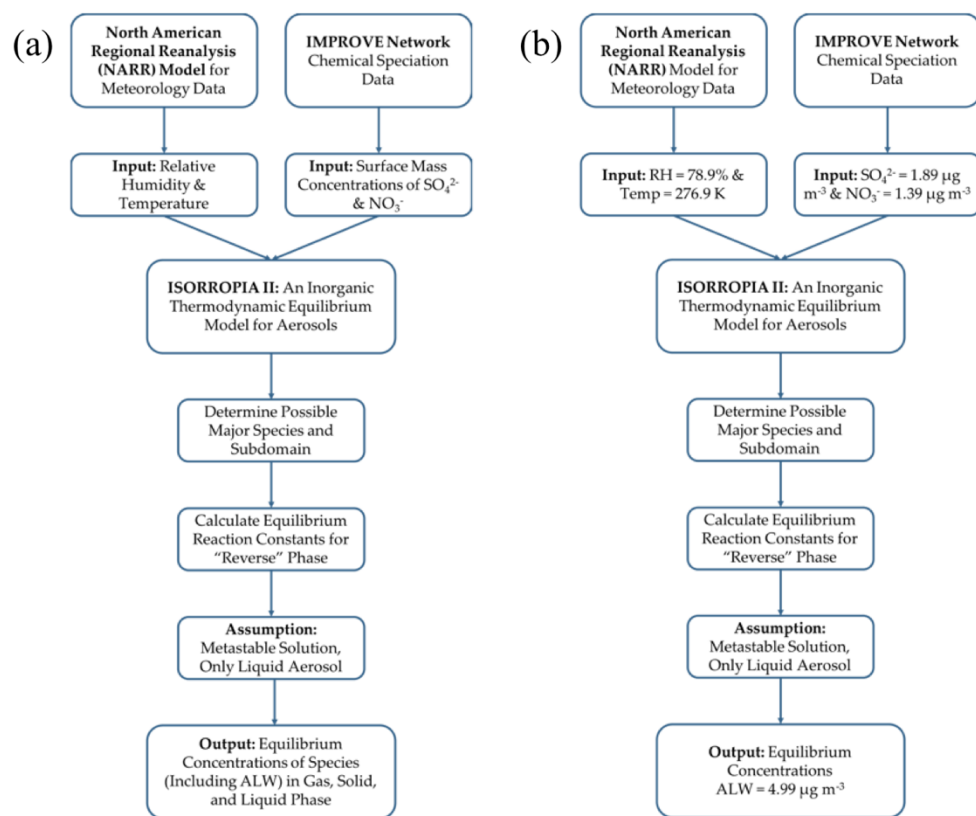 (a)
North American
Regional Reanalysis
(NARR) Model for
Meteorology Data
IMPROVE Network
Chemical Speciation
Data
Input: Relative
Humidity &
Temperature
Input: Surface Mass
Concentrations of SO₄²⁻
& NO₃⁻
ISORROPIA II: An Inorganic
Thermodynamic Equilibrium
Model for Aerosols
Determine Possible
Major Species and
Subdomain
Calculate Equilibrium
Reaction Constants for
“Reverse” Phase
Assumption:
Metastable Solution,
Only Liquid Aerosol
Output: Equilibrium
Concentrations of Species
(Including ALW) in Gas, Solid,
and Liquid Phase
(b)
North American
Regional Reanalysis
(NARR) Model for
Meteorology Data
IMPROVE Network
Chemical Speciation
Data
Input: RH = 78.9% &
Temp = 276.9 K
Input: SO₄²⁻ = 1.89 µg
m⁻³ & NO₃⁻ = 1.39 µg m⁻³
ISORROPIA II: An Inorganic
Thermodynamic Equilibrium
Model for Aerosols
Determine Possible
Major Species and
Subdomain
Calculate Equilibrium
Reaction Constants for
“Reverse” Phase
Assumption:
Metastable Solution,
Only Liquid Aerosol
Output: Equilibrium
Concentrations
ALW = 4.99 µg m⁻³